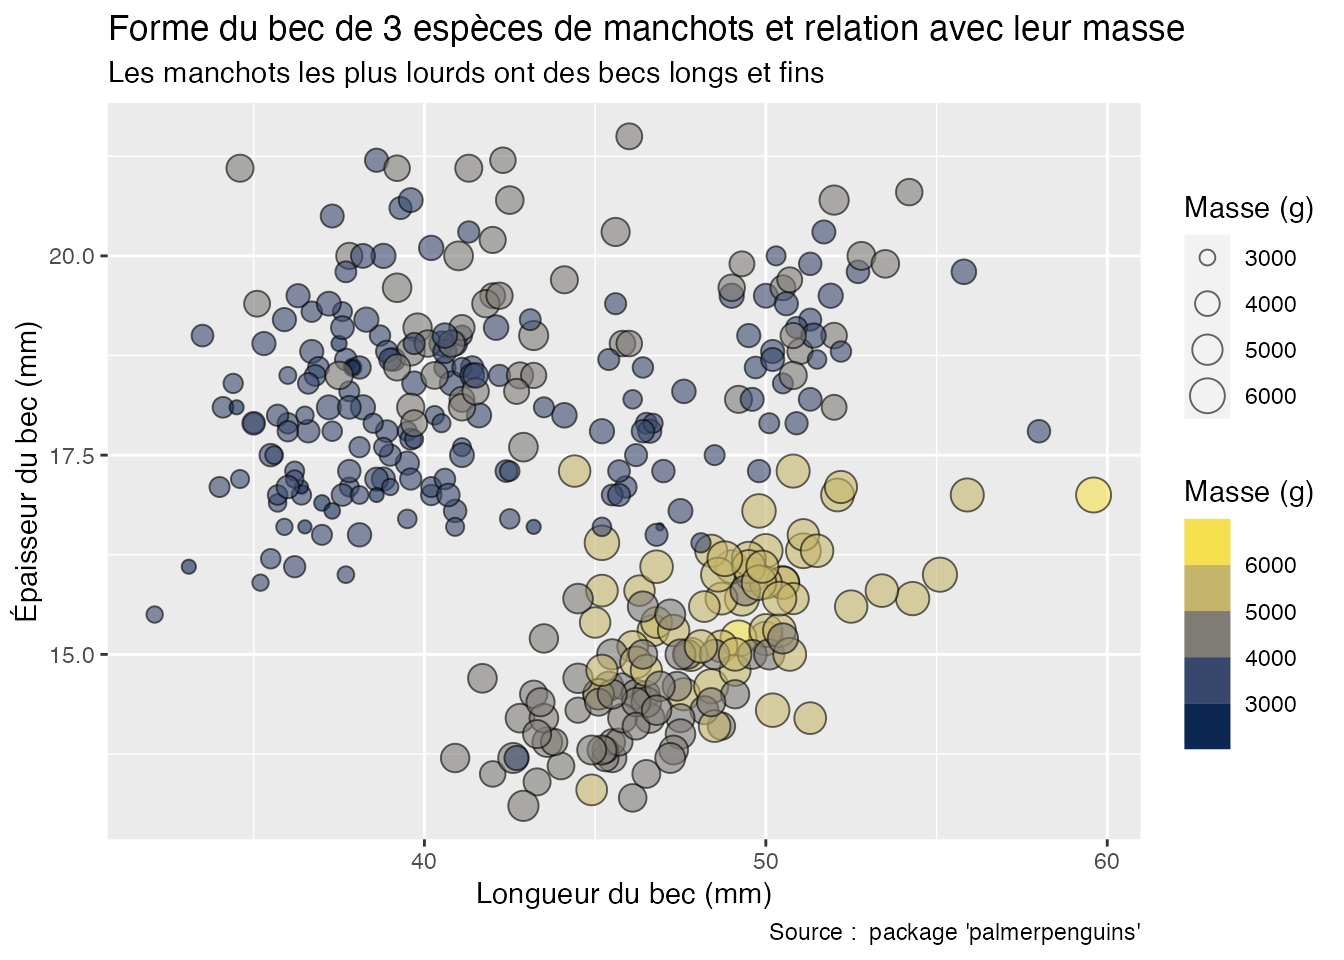 Forme du bec de 3 espèces de manchots et relation avec leur masse
Les manchots les plus lourds ont des becs longs et fins
Épaisseur du bec (mm)
20.0
17.5
15.0
40
50
60
Longueur du bec (mm)
Masse (g)
3000
4000
5000
6000
Masse (g)
6000
5000
4000
3000
Source :  package 'palmerpenguins'